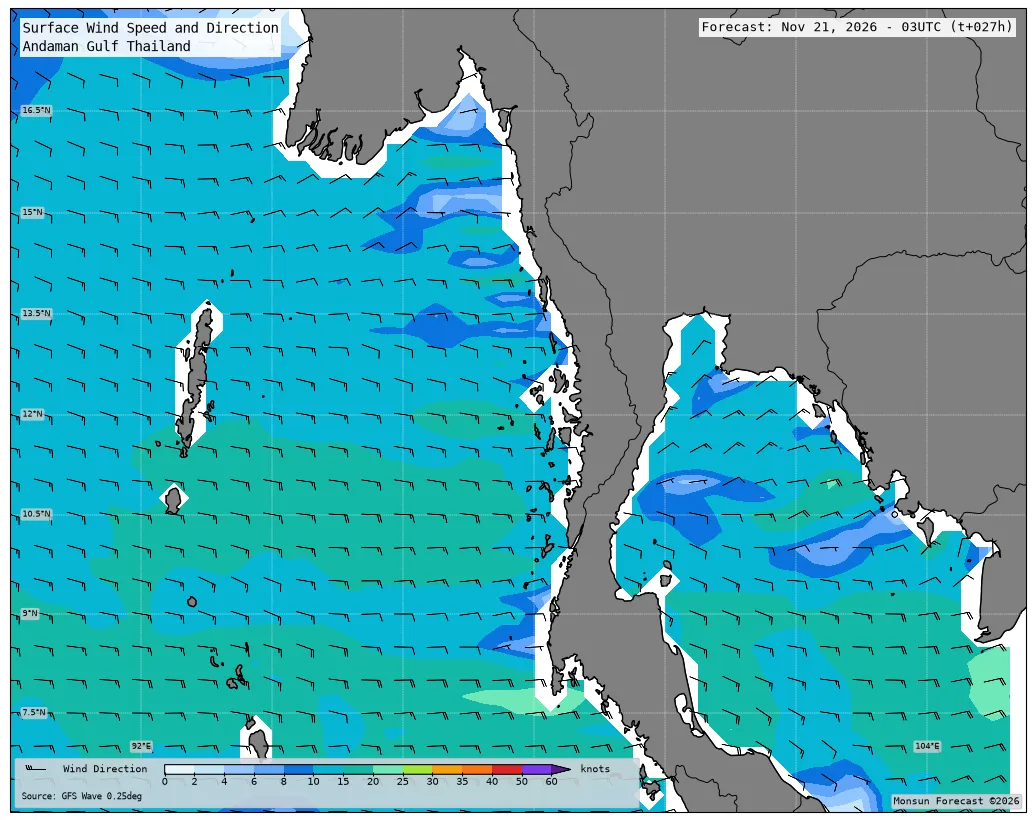 Surface Wind Speed and Direction
Andaman Gulf Thailand
Forecast: Nov 21, 2026 - 03UTC (t+027h)
16.5°N
15°N
13.5°N
12°N
10.5°N
9°N
7.5°N
92°E
104°E
Wind Direction
0 2 4 6 8 10 15 20 25 30 35 40 50 60 knots
Source: GFS Wave 0.25deg
Monsun Forecast ©2026